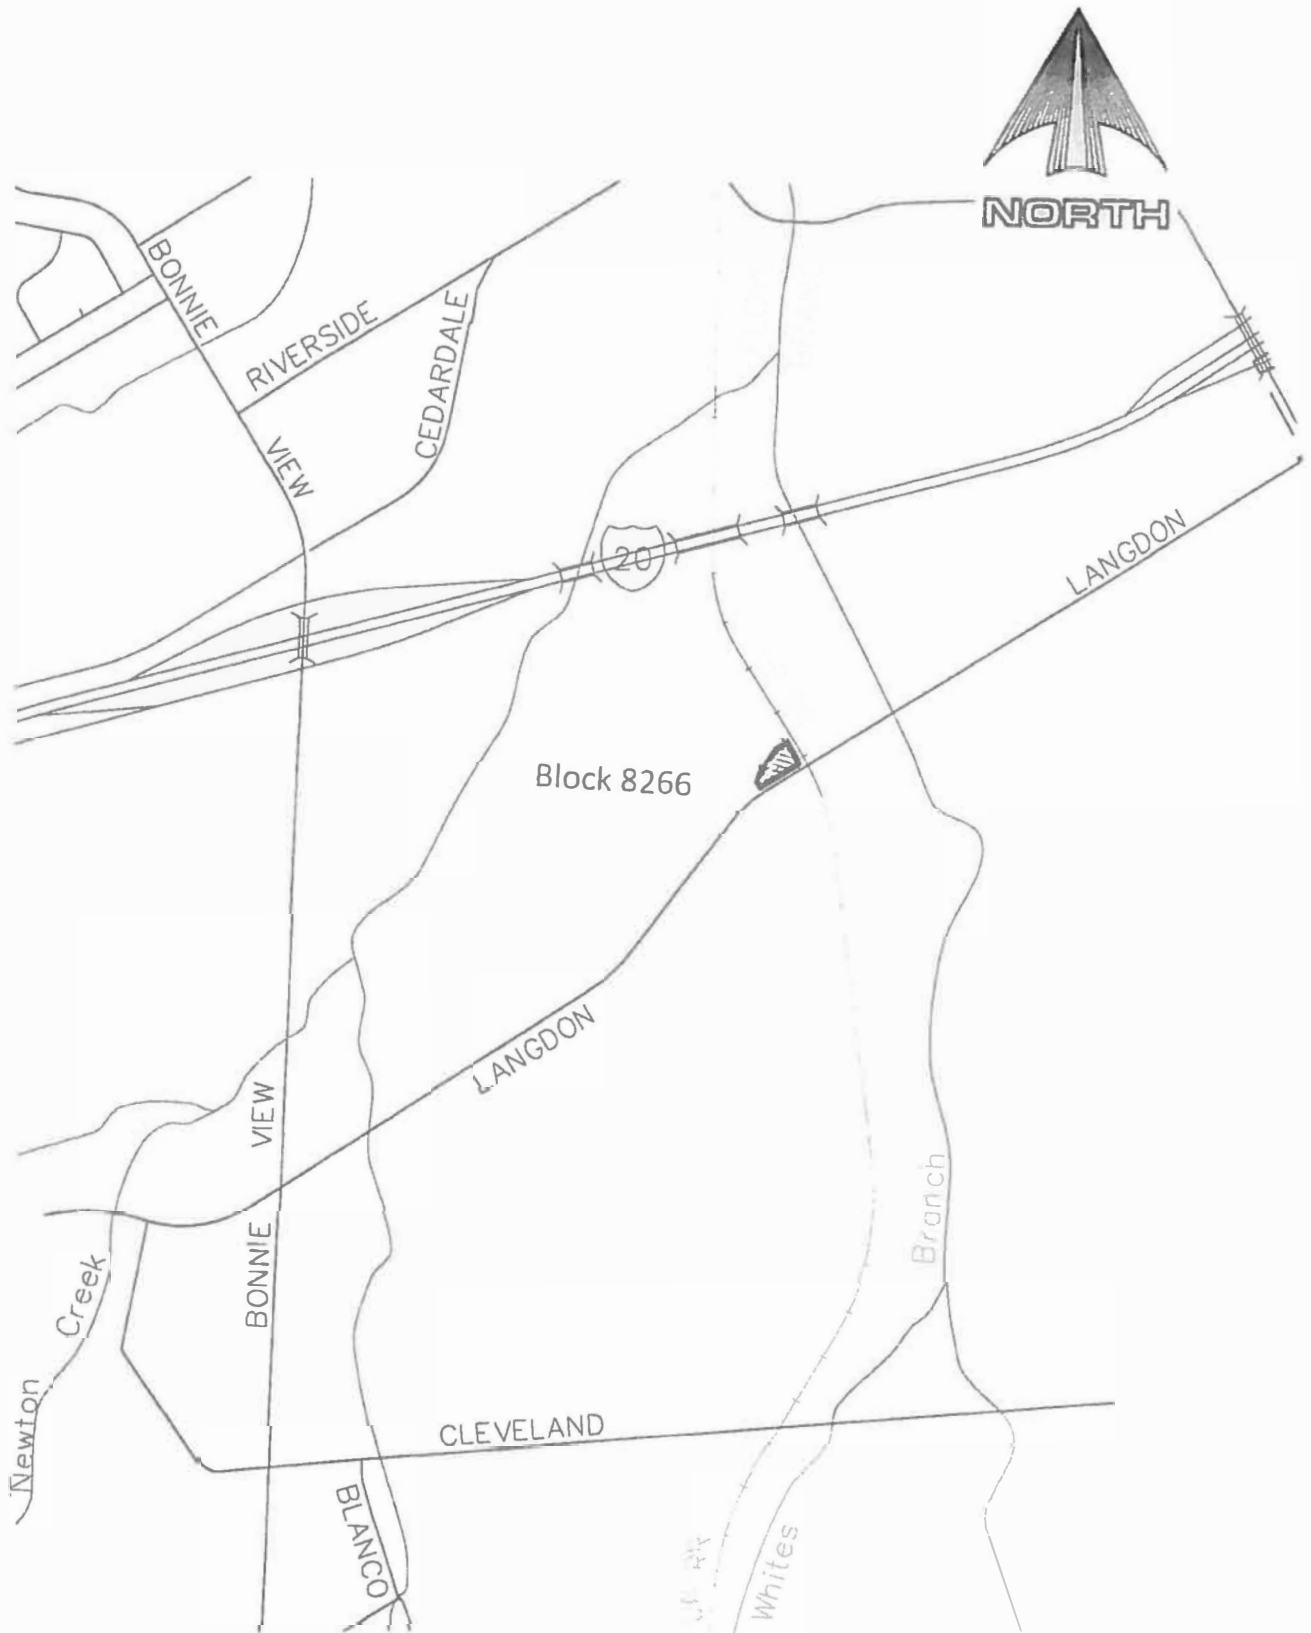 NORTH
BONNIE
RIVERSIDE
CEDARDALE
VIEW
20
LANGDON
Block 8266
LANGDON
VIEW
BONNIE
Branch
Creek
Newton
CLEVELAND
BLANCO
Whites